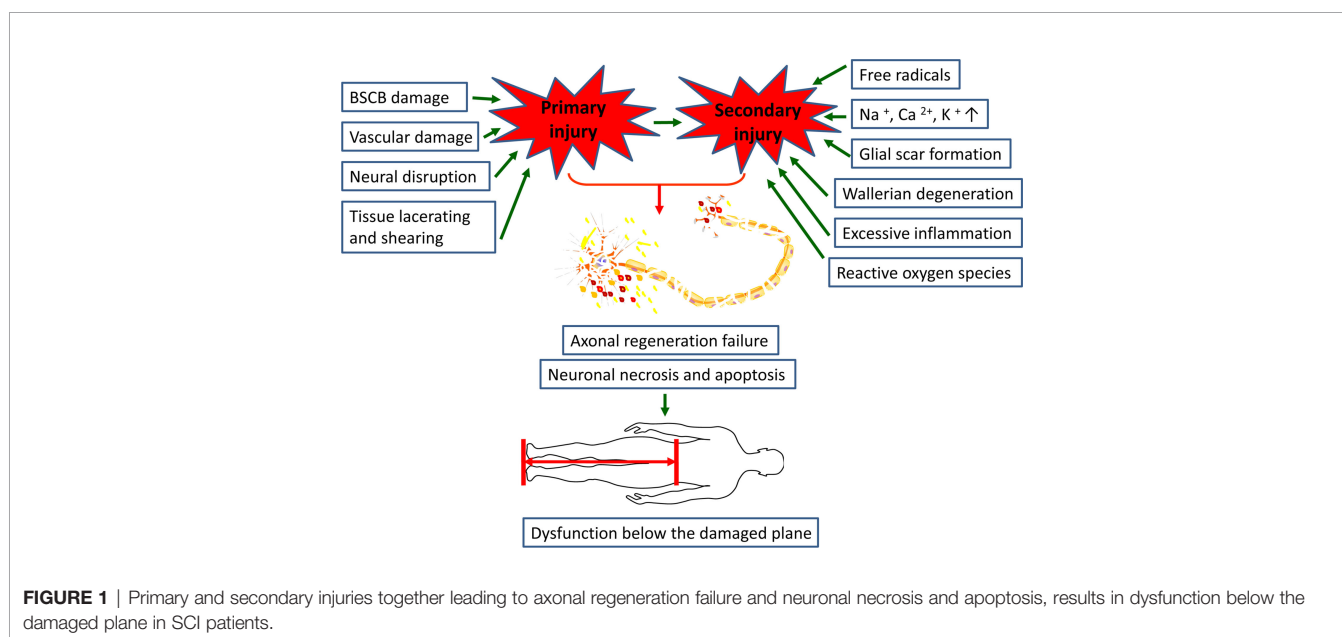 BSCB damage
Vascular damage
Neural disruption
Tissue lacerating
and shearing
Primary
injury
Secondary
injury
Free radicals
Na +, Ca 2+, K + ↑
Glial scar formation
Wallerian degeneration
Excessive inflammation
Reactive oxygen species
Axonal regeneration failure
Neuronal necrosis and apoptosis
Dysfunction below the damaged plane
FIGURE 1 | Primary and secondary injuries together leading to axonal regeneration failure and neuronal necrosis and apoptosis, results in dysfunction below the
damaged plane in SCI patients.